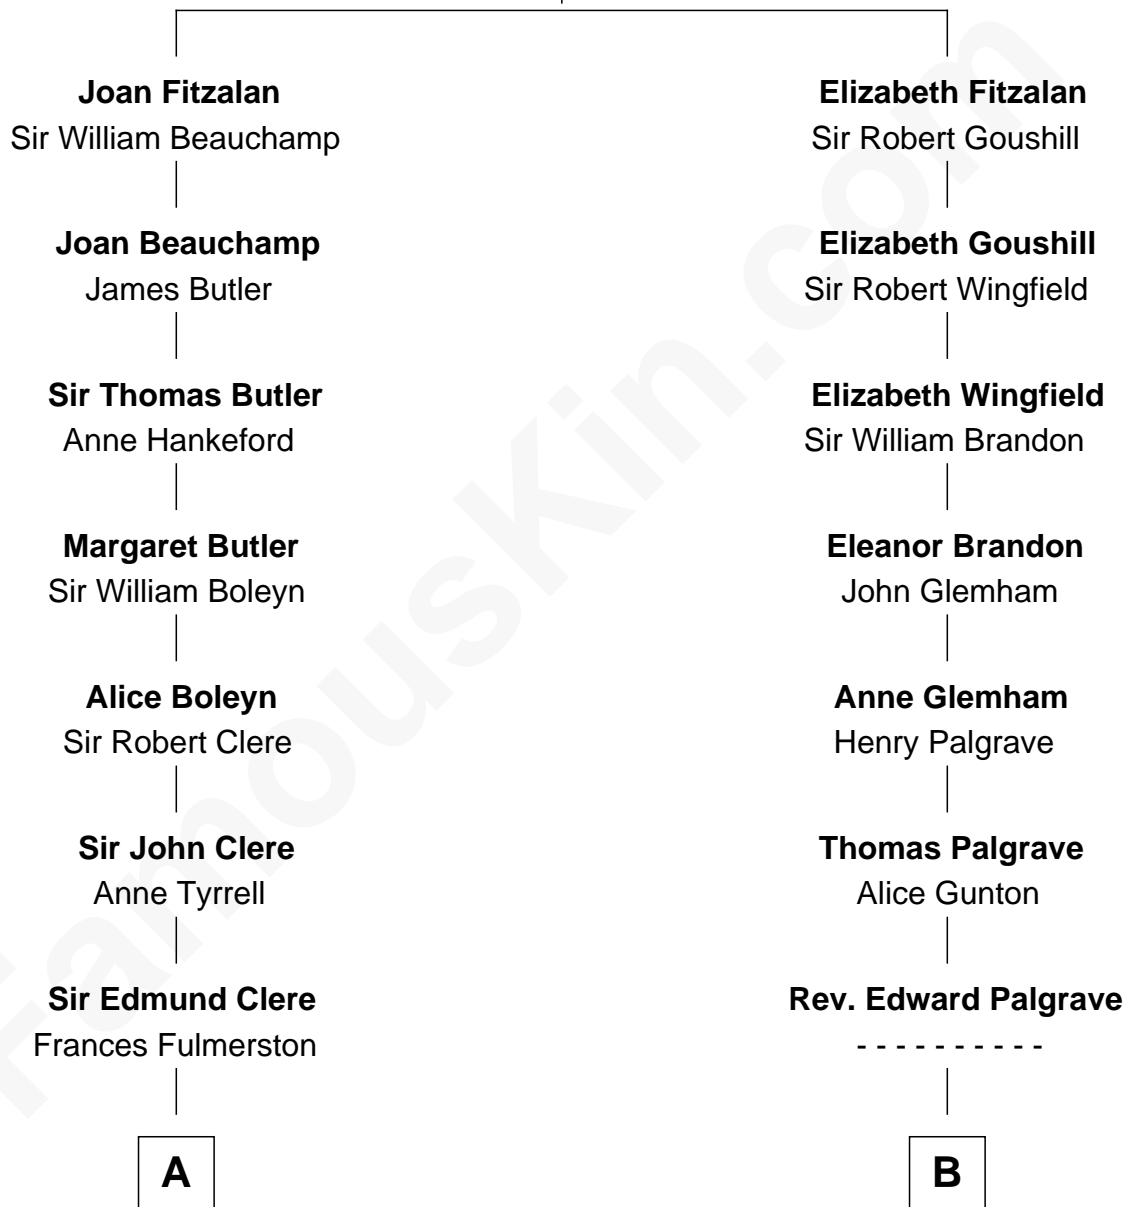 Joan Fitzalan
Sir William Beauchamp
Joan Beauchamp
James Butler
Sir Thomas Butler
Anne Hankeford
Margaret Butler
Sir William Boleyn
Alice Boleyn
Sir Robert Clere
Sir John Clere
Anne Tyrrell
Sir Edmund Clere
Frances Fulmerston
A
Elizabeth Fitzalan
Sir Robert Goushill
Elizabeth Goushill
Sir Robert Wingfield
Elizabeth Wingfield
Sir William Brandon
Eleanor Brandon
John Glemham
Anne Glemham
Henry Palgrave
Thomas Palgrave
Alice Gunton
Rev. Edward Palgrave
- - - - - - - - - -
B
FamousKin.com